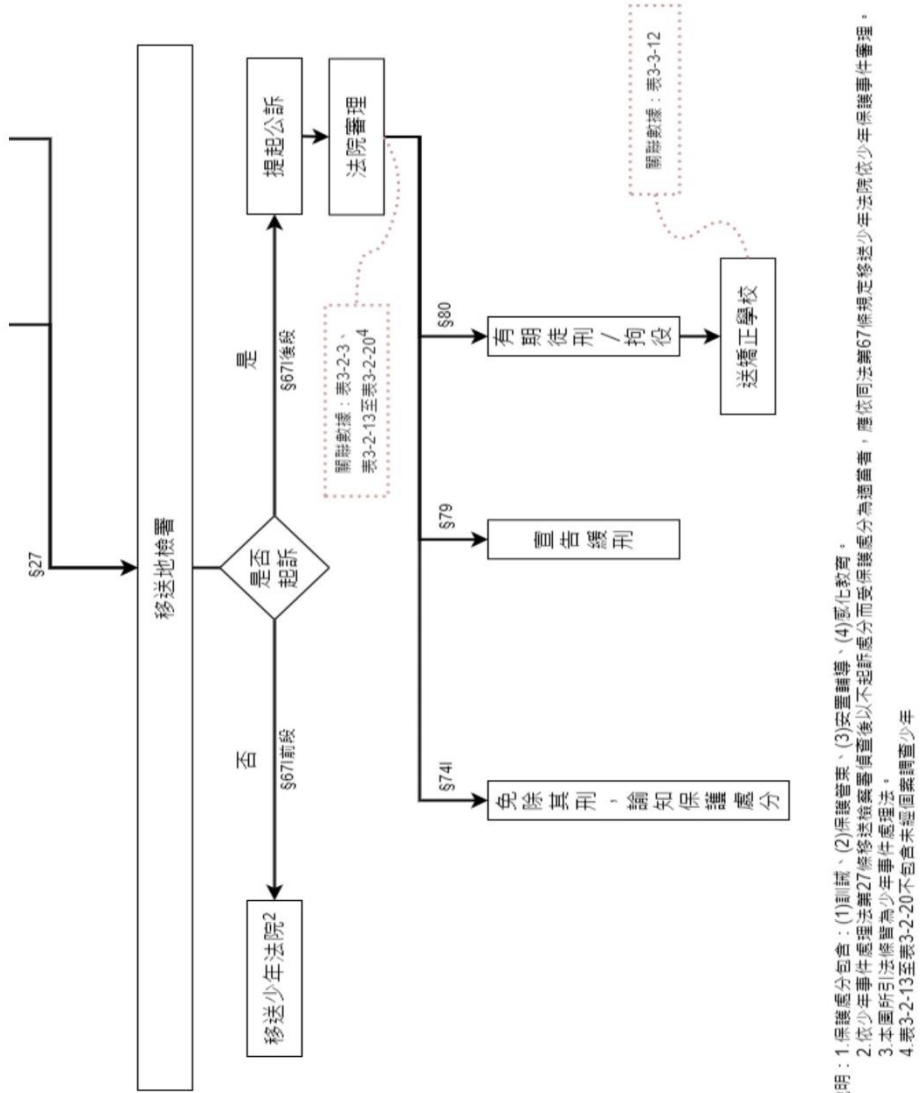 §27
移送地檢署
是否
起訴
否
§67I前段
移送少年法院2
是
§67I後段
提起公訴
法院審理
關聯數據：表3-2-3、
表3-2-13至表3-2-204
§74I
免除其刑，諭知保護處分
§79
宣告緩刑
§80
有期徒刑/拘役
送矯正學校
關聯數據：表3-3-12
明：1.保護處分包含：(1)訓誡、(2)保護管束、(3)安置輔導、(4)感化教育。
2.依少年事件處理法第27條移送檢察署偵查後以不起訴處分而受保護處分為適當者，應依同法第67條規定移送少年法院依少年保護事件審理。
3.本圖所引法條皆為少年事件處理法。
4.表3-2-13至表3-2-20不包含未經個案調查少年